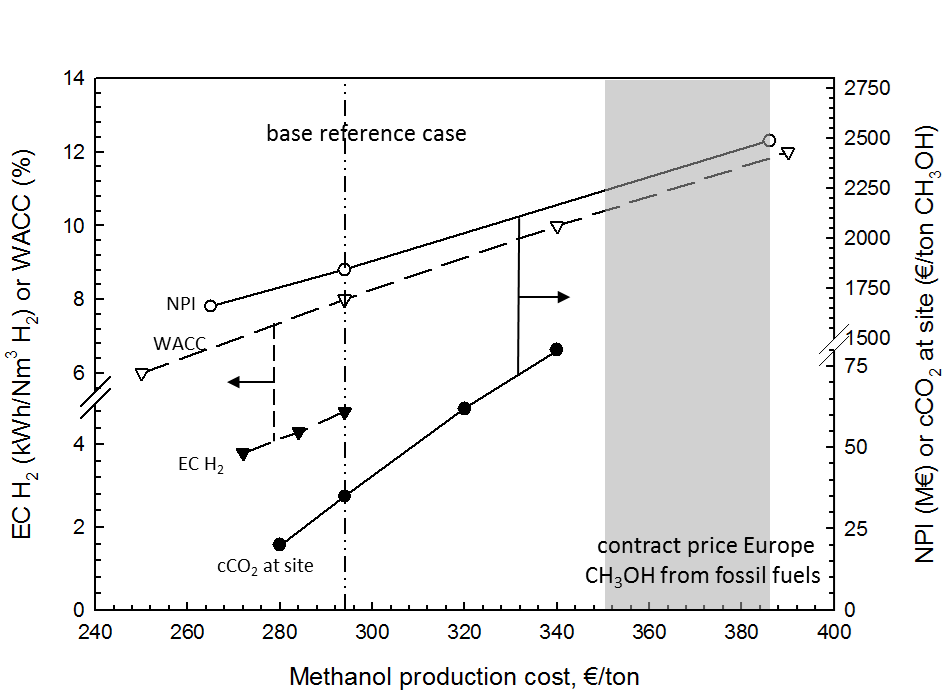 14
12
10
8
6
4
2
0
2750
2500
2250
2000
1750
1500
75
50
25
0
base reference case
NPI
WACC
EC H₂
cCO₂ at site
contract price Europe
CH₃OH from fossil fuels
240 260 280 300 320 340 360 380 400
Methanol production cost, €/ton
EC H₂ (kWh/Nm³ H₂) or WACC (%)
NPI (M€) or cCO₂ at site (€/ton CH₃OH)